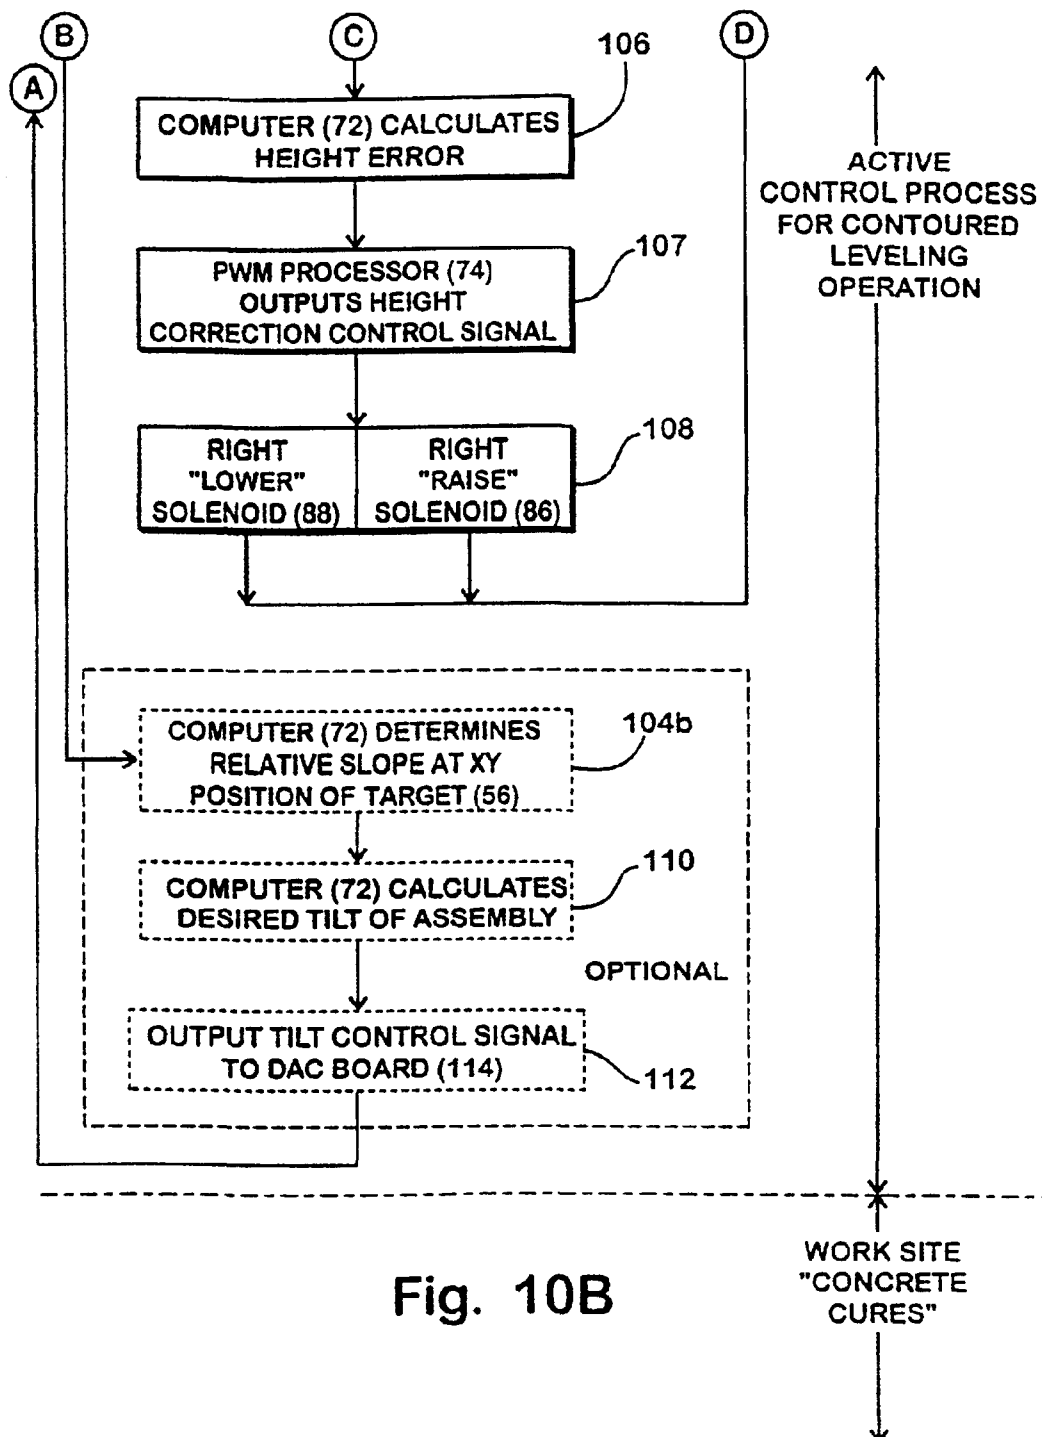 B
C
D
A
106
COMPUTER (72) CALCULATES
HEIGHT ERROR
ACTIVE
CONTROL PROCESS
FOR CONTOURED
LEVELING
OPERATION
107
PWM PROCESSOR (74)
OUTPUTS HEIGHT
CORRECTION CONTROL SIGNAL
108
RIGHT
"LOWER"
SOLENOID (88)
RIGHT
"RAISE"
SOLENOID (86)
104b
COMPUTER (72) DETERMINES
RELATIVE SLOPE AT XY
POSITION OF TARGET (56)
110
COMPUTER (72) CALCULATES
DESIRED TILT OF ASSEMBLY
OPTIONAL
OUTPUT TILT CONTROL SIGNAL
TO DAC BOARD (114)
112
WORK SITE
"CONCRETE
CURES"
Fig. 10B